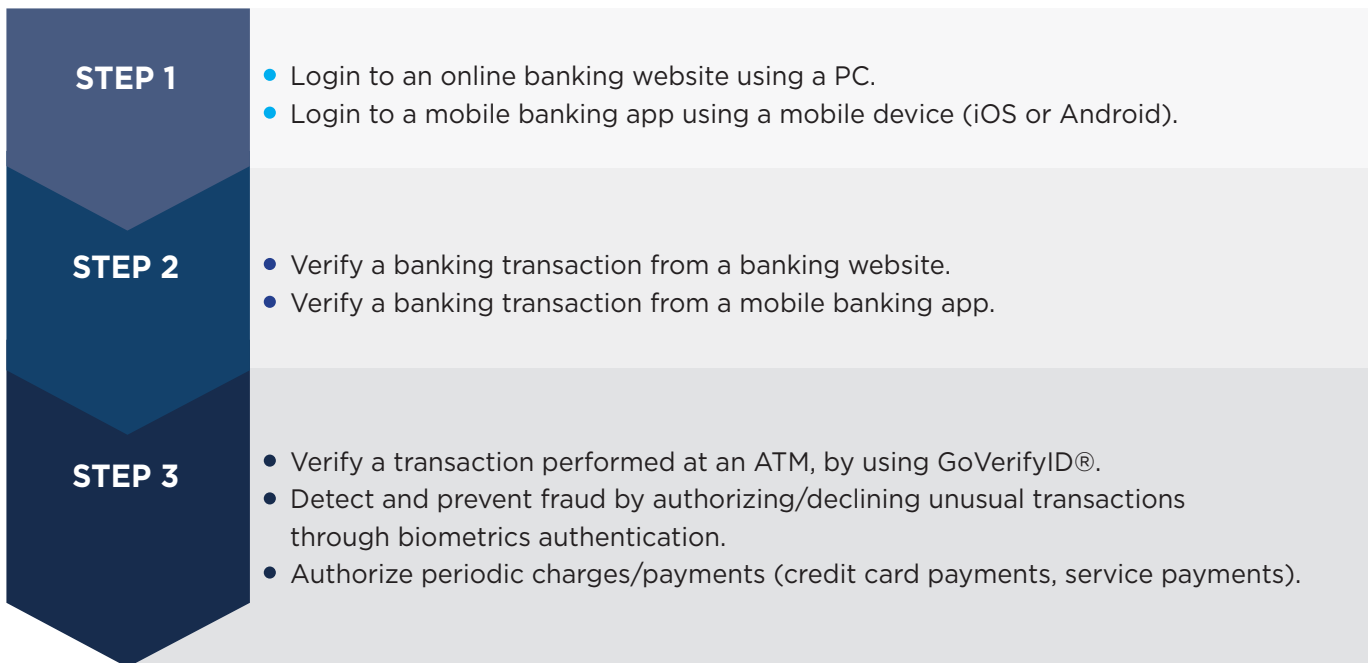 STEP 1
• Login to an online banking website using a PC.
• Login to a mobile banking app using a mobile device (iOS or Android).
STEP 2
• Verify a banking transaction from a banking website.
• Verify a banking transaction from a mobile banking app.
STEP 3
• Verify a transaction performed at an ATM, by using GoVerifyID®.
• Detect and prevent fraud by authorizing/declining unusual transactions
through biometrics authentication.
• Authorize periodic charges/payments (credit card payments, service payments).